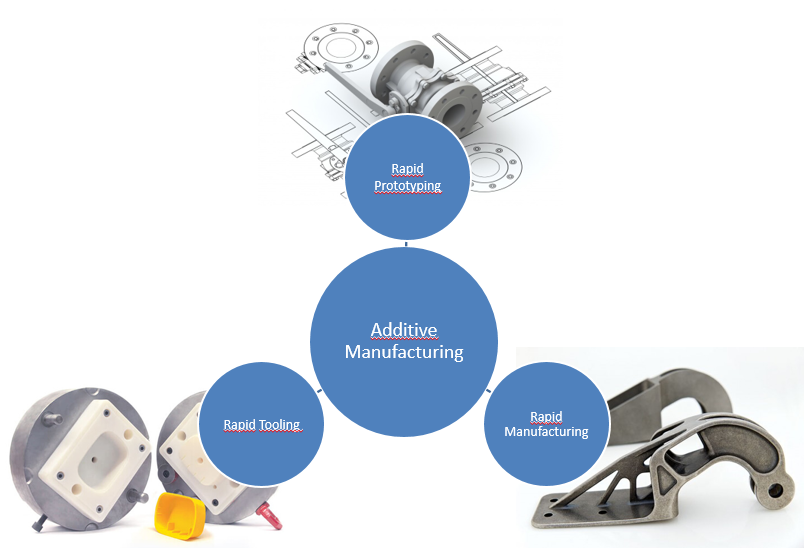 Rapid
Prototyping
Additive
Manufacturing
Rapid Tooling
Rapid
Manufacturing